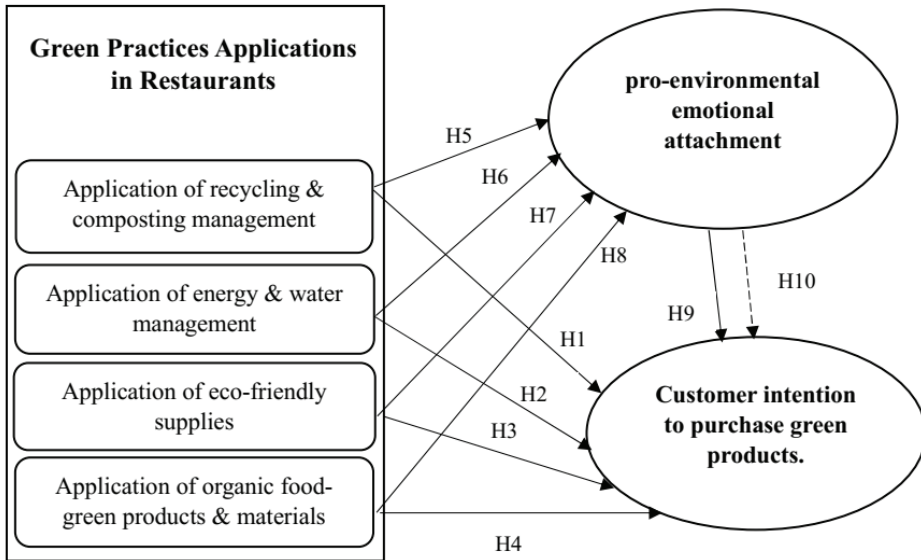 Green Practices Applications
in Restaurants
Application of recycling &
composting management
Application of energy & water
management
Application of eco-friendly
supplies
Application of organic food-
green products & materials
H5
H6
H7
H8
H1
H2
H3
H4
pro-environmental
emotional
attachment
H9
H10
Customer intention
to purchase green
products.